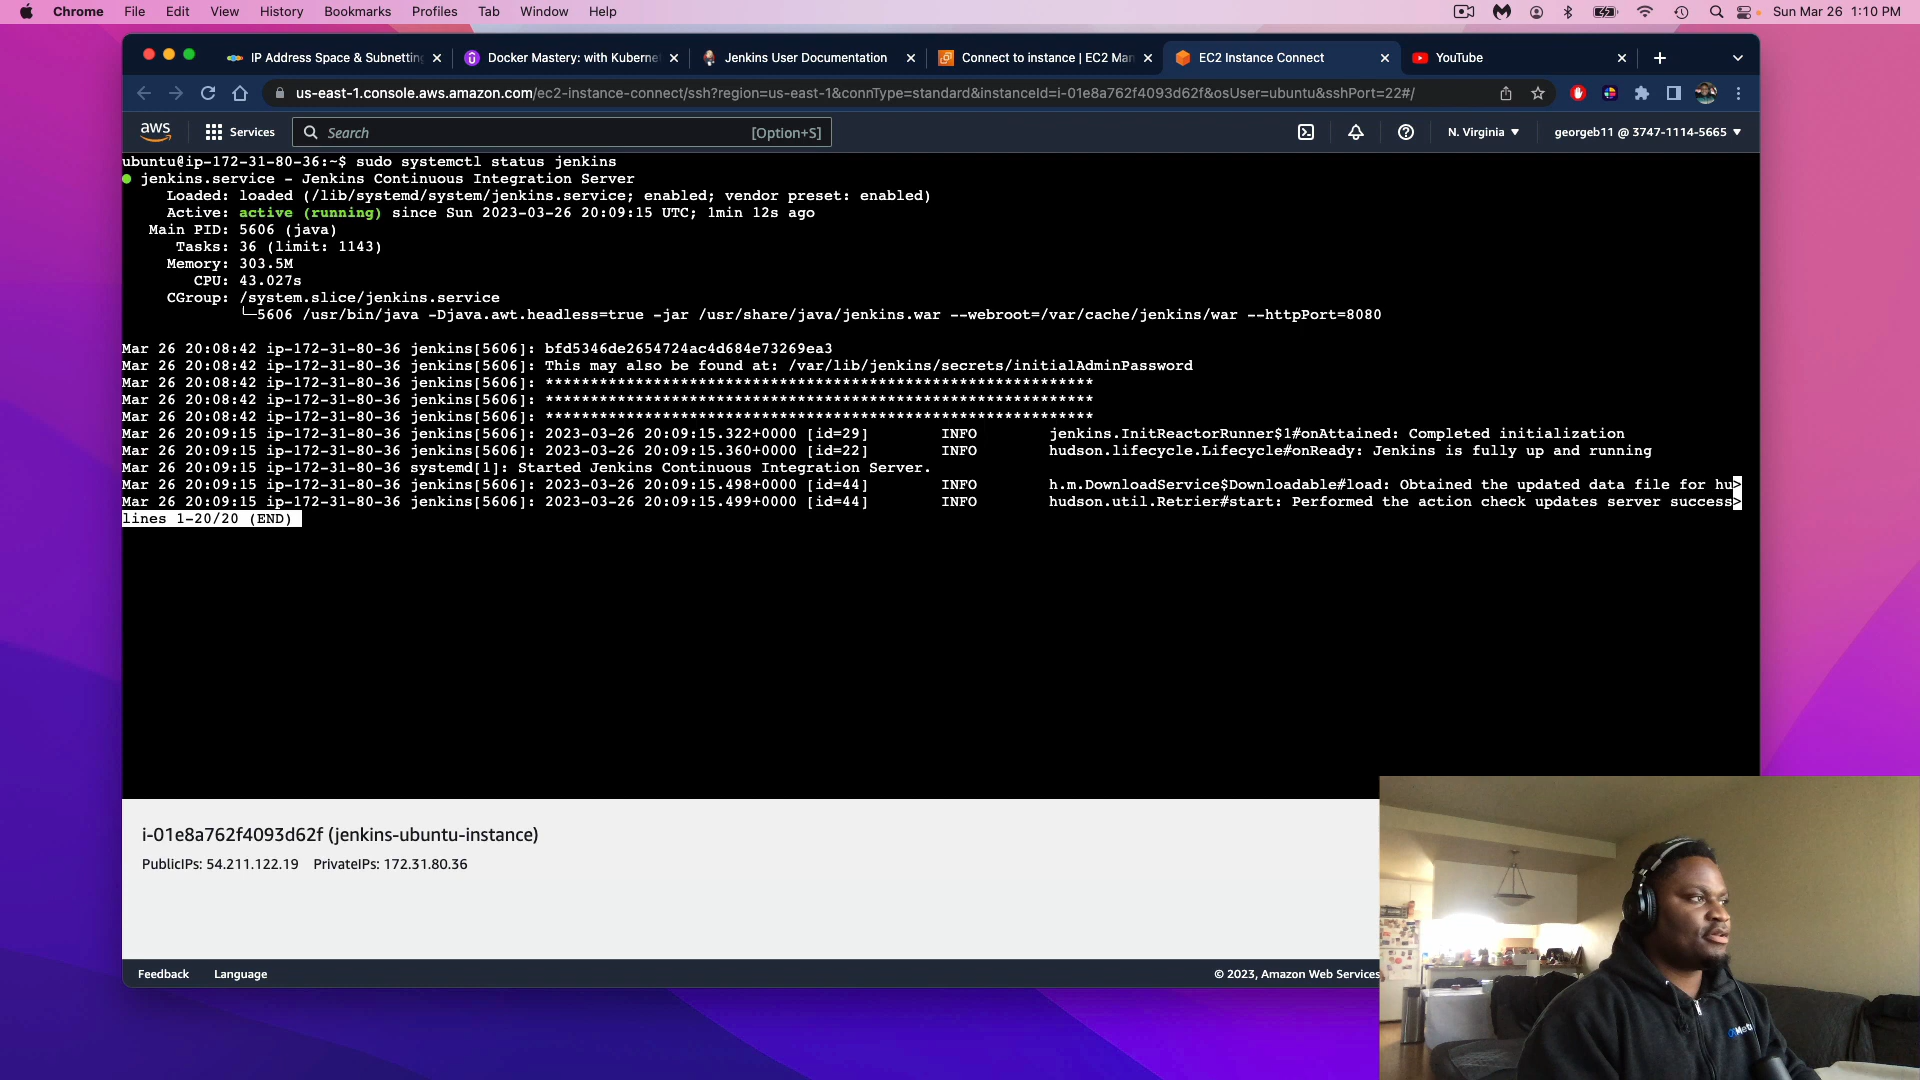 Chrome File Edit View History Bookmarks Profiles Tab Window Help Sun Mar 26 1:10 PM
IP Address Space & Subnetting Docker Mastery: with Kuberne Jenkins User Documentation Connect to instance | EC2 Man EC2 Instance Connect YouTube
us-east-1.console.aws.amazon.com/ec2-instance-connect/ssh?region=us-east-1&connType=standard&instanceId=i-01e8a762f4093d62f&osUser=ubuntu&sshPort=22#/
aws Services Search [Option+S] N. Virginia georgeb11 @ 3747-1114-5665
ubuntu@ip-172-31-80-36:~$ sudo systemctl status jenkins
● jenkins.service - Jenkins Continuous Integration Server
Loaded: loaded (/lib/systemd/system/jenkins.service; enabled; vendor preset: enabled)
Active: active (running) since Sun 2023-03-26 20:09:15 UTC; 1min 12s ago
Main PID: 5606 (java)
Tasks: 36 (limit: 1143)
Memory: 303.5M
CPU: 43.027s
CGroup: /system.slice/jenkins.service
└─5606 /usr/bin/java -Djava.awt.headless=true -jar /usr/share/java/jenkins.war --webroot=/var/cache/jenkins/war --httpPort=8080
Mar 26 20:08:42 ip-172-31-80-36 jenkins[5606]: bfd5346de2654724ac4d684e73269ea3
Mar 26 20:08:42 ip-172-31-80-36 jenkins[5606]: This may also be found at: /var/lib/jenkins/secrets/initialAdminPassword
Mar 26 20:08:42 ip-172-31-80-36 jenkins[5606]: *************************************************************
Mar 26 20:08:42 ip-172-31-80-36 jenkins[5606]: *************************************************************
Mar 26 20:08:42 ip-172-31-80-36 jenkins[5606]: *************************************************************
Mar 26 20:09:15 ip-172-31-80-36 jenkins[5606]: 2023-03-26 20:09:15.322+0000 [id=29] INFO jenkins.InitReactorRunner$1#onAttained: Completed initialization
Mar 26 20:09:15 ip-172-31-80-36 jenkins[5606]: 2023-03-26 20:09:15.360+0000 [id=22] INFO hudson.lifecycle.Lifecycle#onReady: Jenkins is fully up and running
Mar 26 20:09:15 ip-172-31-80-36 systemd[1]: Started Jenkins Continuous Integration Server.
Mar 26 20:09:15 ip-172-31-80-36 jenkins[5606]: 2023-03-26 20:09:15.498+0000 [id=44] INFO h.m.DownloadService$Downloadable#load: Obtained the updated data file for hu>
Mar 26 20:09:15 ip-172-31-80-36 jenkins[5606]: 2023-03-26 20:09:15.499+0000 [id=44] INFO hudson.util.Retrier#start: Performed the action check updates server success>
lines 1-20/20 (END)
i-01e8a762f4093d62f (jenkins-ubuntu-instance)
PublicIPs: 54.211.122.19 PrivateIPs: 172.31.80.36
Feedback Language © 2023, Amazon Web Services